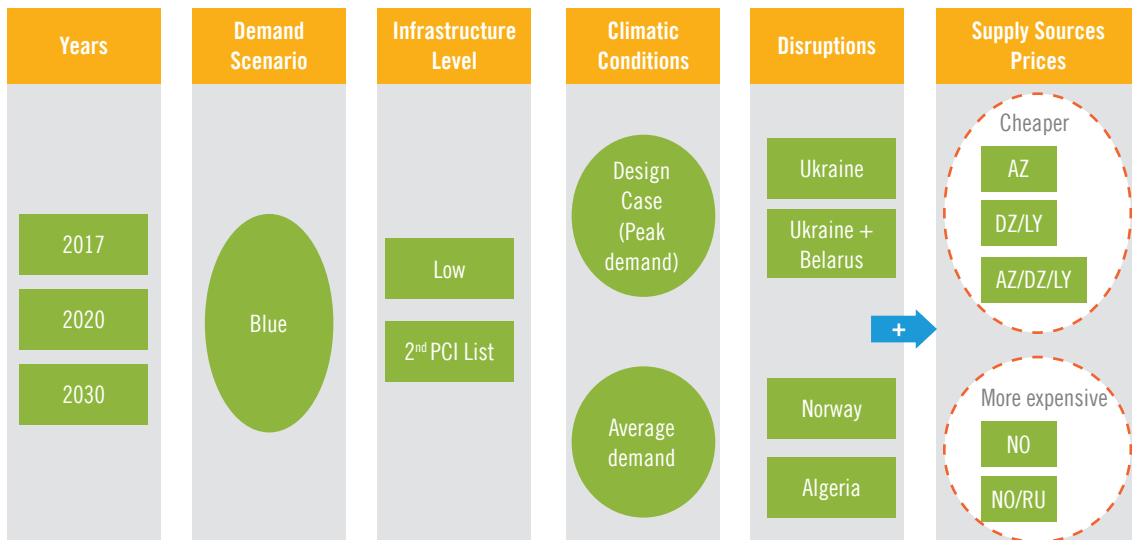 Years
Demand
Scenario
Infrastructure
Level
Climatic
Conditions
Disruptions
Supply Sources
Prices
2017
2020
2030
Blue
Low
2nd PCI List
Design
Case
(Peak
demand)
Average
demand
Ukraine
Ukraine +
Belarus
Norway
Algeria
+
Cheaper
AZ
DZ/LY
AZ/DZ/LY
More expensive
NO
NO/RU